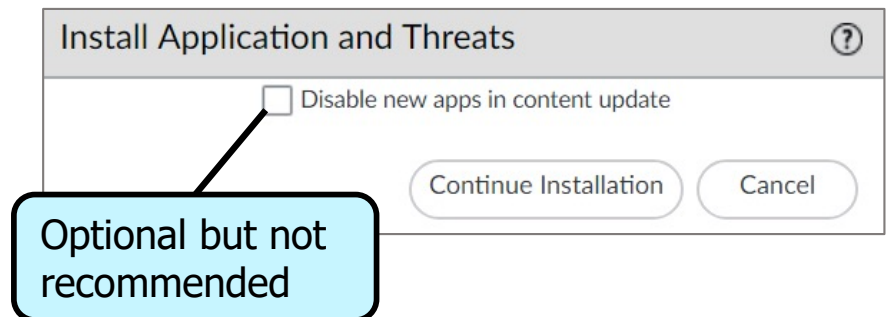 Install Application and Threats
Disable new apps in content update
Continue Installation
Cancel
Optional but not
recommended